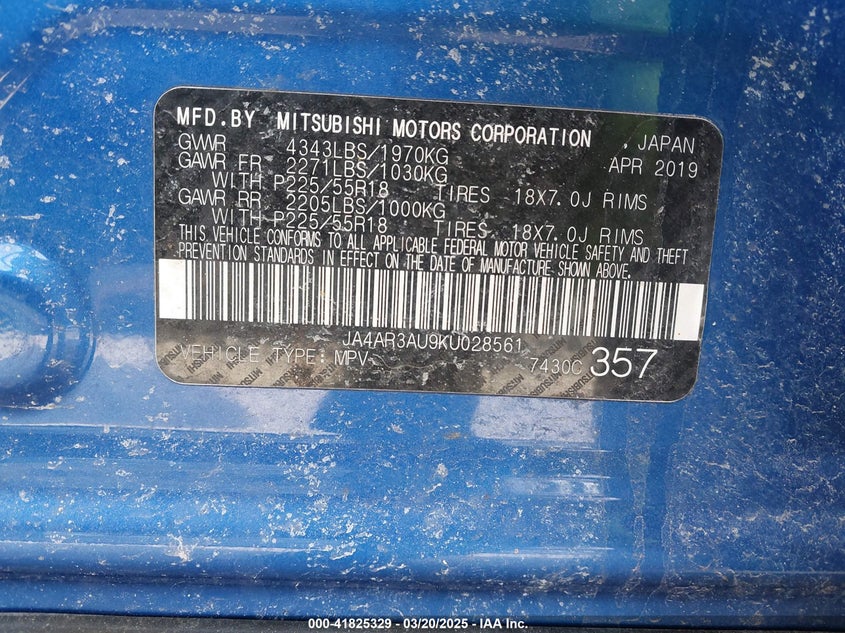 MFD.BY MITSUBISHI MOTORS CORPORATION , JAPAN
GVWR 4343LBS/1970KG APR 2019
GAWR FR 2271LBS/1030KG
WITH P225/55R18 TIRES 18X7.0J RIMS
GAWR RR 2205LBS/1000KG
WITH P225/55R18 TIRES 18X7.0J RIMS
THIS VEHICLE CONFORMS TO ALL APPLICABLE FEDERAL MOTOR VEHICLE SAFETY AND THEFT
PREVENTION STANDARDS IN EFFECT ON THE DATE OF MANUFACTURE SHOWN ABOVE.
JA4AR3AU9KU028561
VEHICLE TYPE: MPV 7430C 357
000-41825329 - 03/20/2025 - IAA Inc.